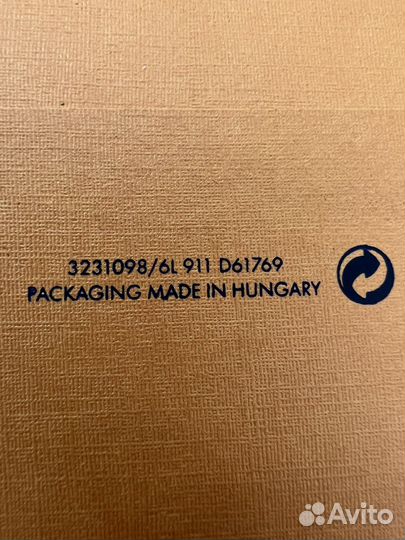 3231098/6L 911 D61769
PACKAGING MADE IN HUNGARY
Avito